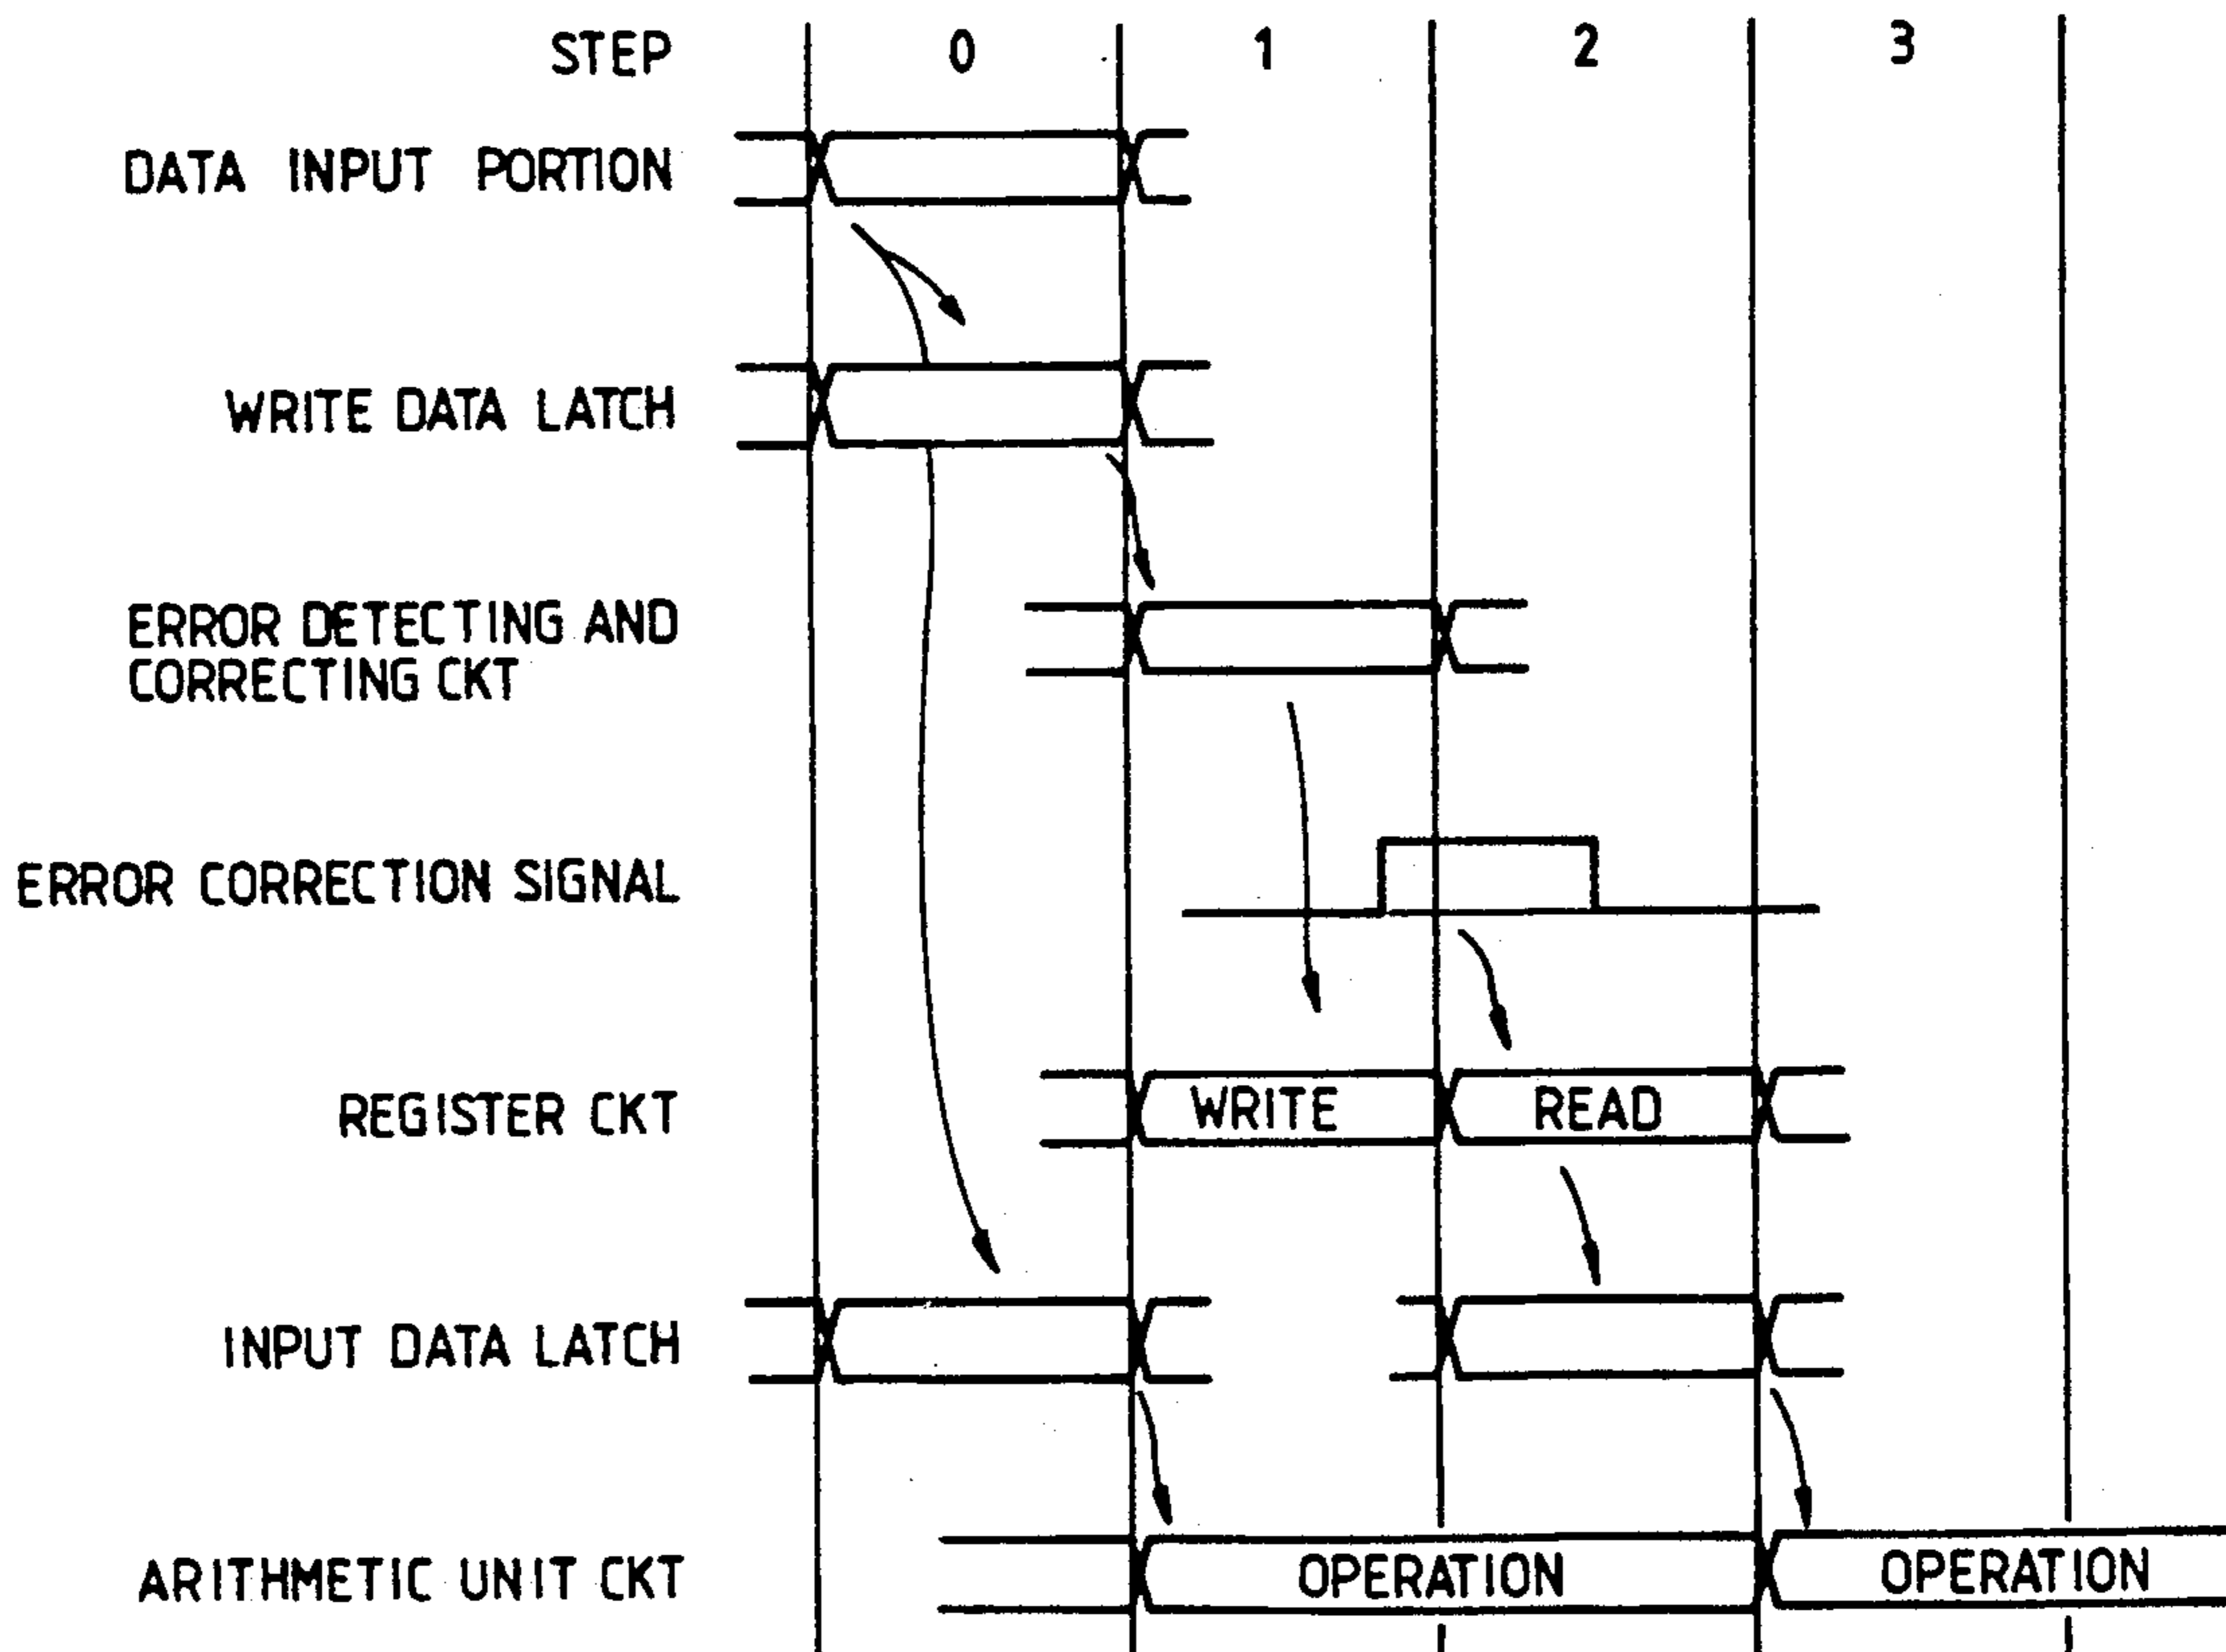 STEP 0 1 2 3
DATA INPUT PORTION
WRITE DATA LATCH
ERROR DETECTING AND
CORRECTING CKT
ERROR CORRECTION SIGNAL
REGISTER CKT WRITE READ
INPUT DATA LATCH
ARITHMETIC UNIT CKT OPERATION OPERATION